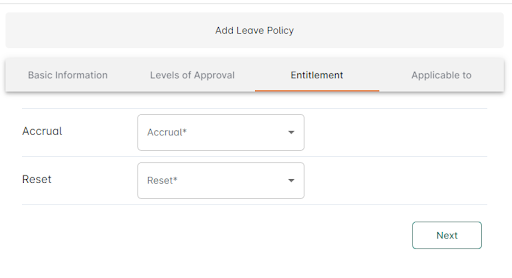 Add Leave Policy
Basic Information Levels of Approval Entitlement Applicable to
Accrual Accrual*
Reset Reset*
Next